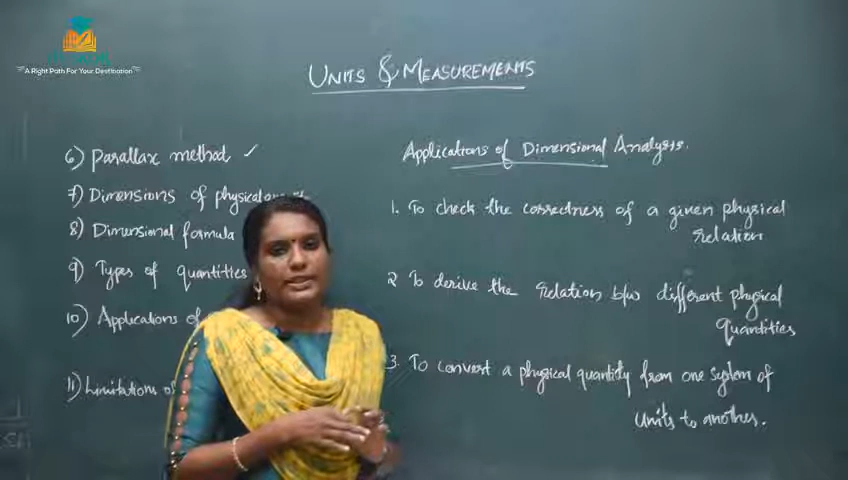 A Right Path For Your Destination
UNITS & MEASUREMENTS
6) Parallax method ✓
7) Dimensions of physical
8) Dimensional formula
9) Types of quantities
10) Applications of
11) Limitations of
Applications of Dimensional Analysis.
1. To check the correctness of a given physical
relation
2 To derive the relation b/w different physical
quantities
3. To convert a physical quantity from one system of
units to another.